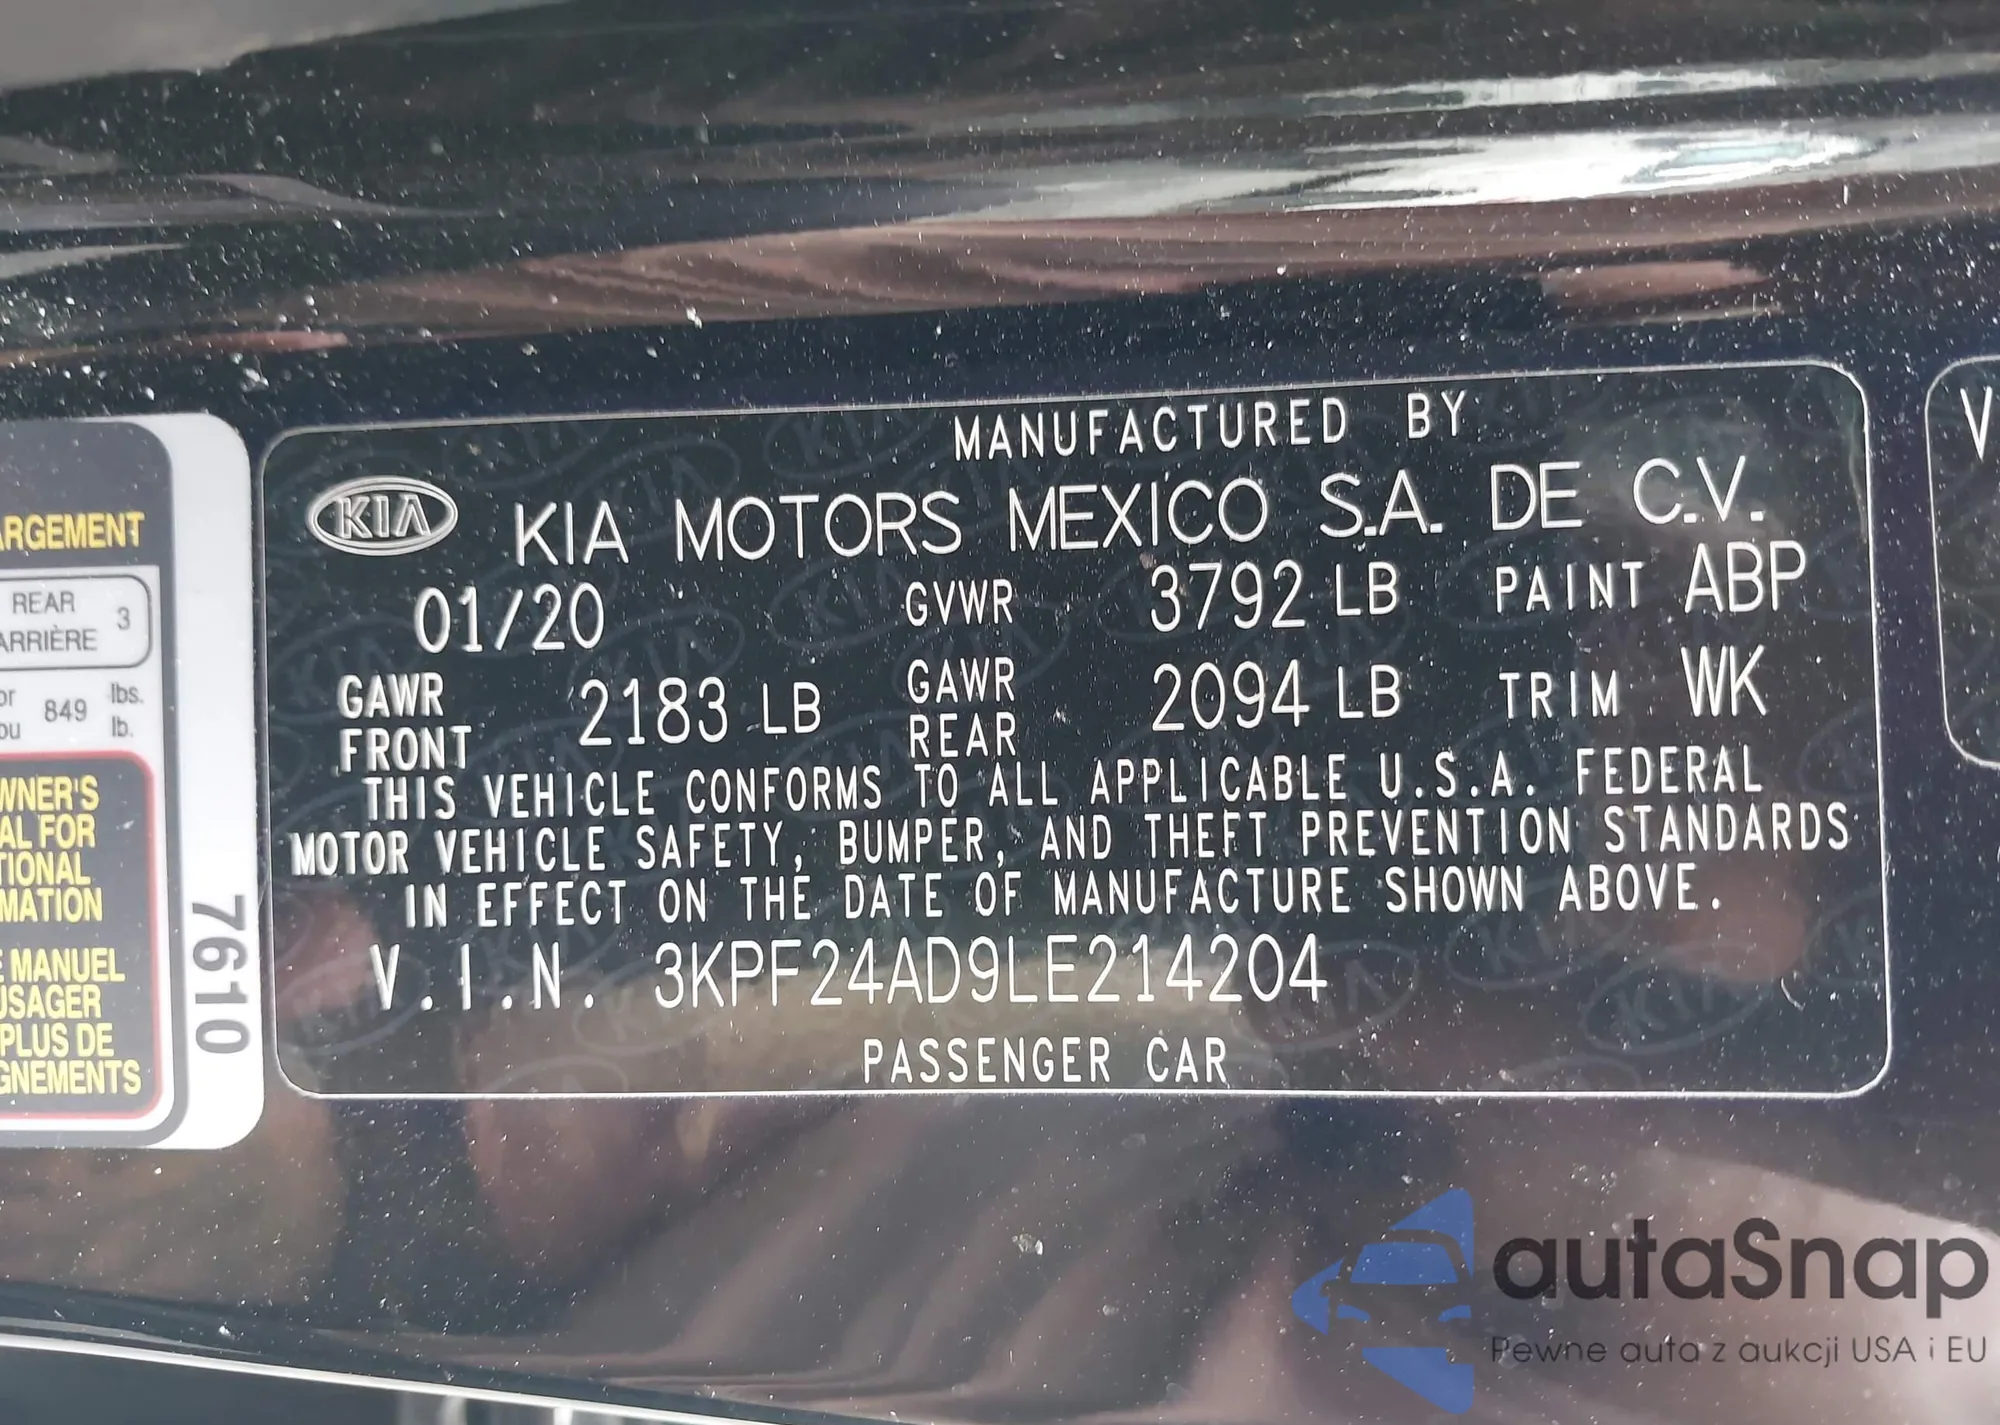 MANUFACTURED BY
KIA KIA MOTORS MEXICO S.A. DE C.V.
01/20 GVWR 3792 LB PAINT ABP
GAWR FRONT 2183 LB GAWR REAR 2094 LB TRIM WK
THIS VEHICLE CONFORMS TO ALL APPLICABLE U.S.A. FEDERAL
MOTOR VEHICLE SAFETY, BUMPER, AND THEFT PREVENTION STANDARDS
IN EFFECT ON THE DATE OF MANUFACTURE SHOWN ABOVE.
V.I.N. 3KPF24AD9LE214204
PASSENGER CAR
ARGEMENT
REAR 3
ARRIÈRE
or 849 lbs.
ou lb.
WNER'S
AL FOR
TIONAL
MATION
E MANUEL
USAGER
PLUS DE
GNEMENTS
7610
V
autaSnap
Pewne auta z aukcji USA i EU